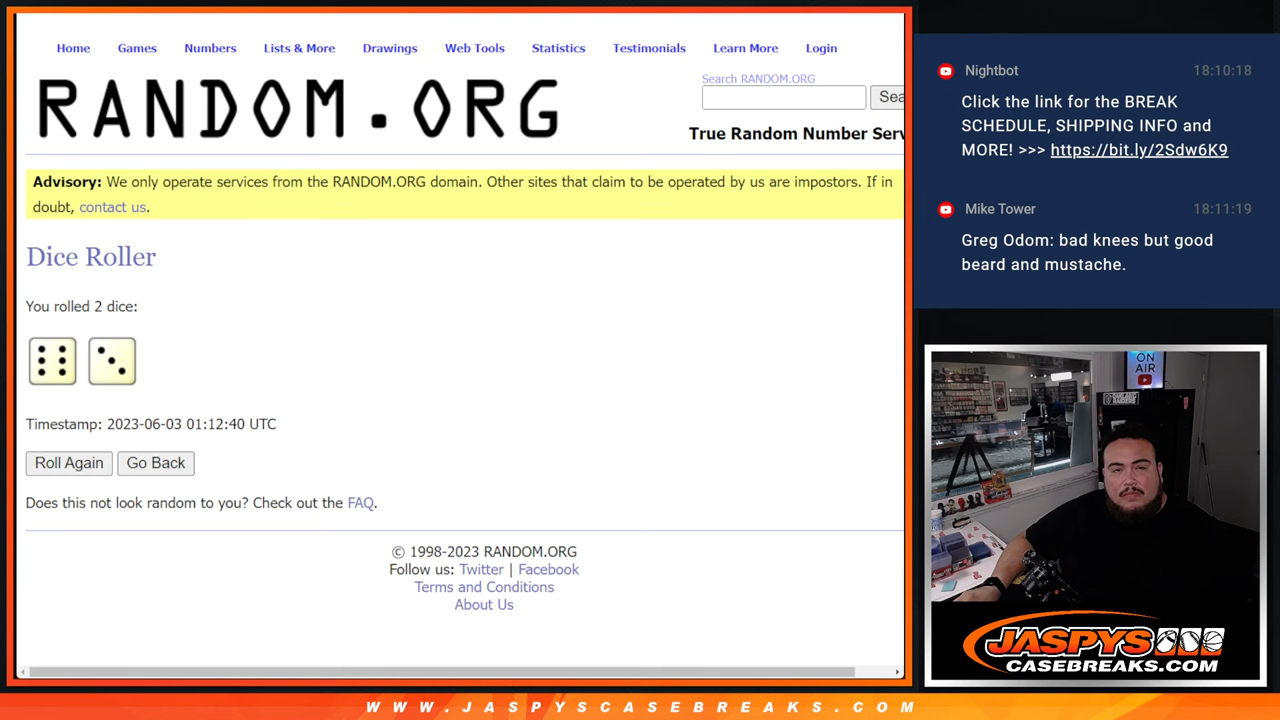 Home Games Numbers Lists & More Drawings Web Tools Statistics Testimonials Learn More Login
RANDOM.ORG
Search RANDOM.ORG
Sea
True Random Number Serv
Advisory: We only operate services from the RANDOM.ORG domain. Other sites that claim to be operated by us are impostors. If in
doubt, contact us.
Dice Roller
You rolled 2 dice:
Timestamp: 2023-06-03 01:12:40 UTC
Roll Again Go Back
Does this not look random to you? Check out the FAQ.
© 1998-2023 RANDOM.ORG
Follow us: Twitter | Facebook
Terms and Conditions
About Us
Nightbot 18:10:18
Click the link for the BREAK
SCHEDULE, SHIPPING INFO and
MORE! >>> https://bit.ly/2Sdw6K9
Mike Tower 18:11:19
Greg Odom: bad knees but good
beard and mustache.
ON
AIR
JASPYS
CASEBREAKS.COM
WWW.JASPYSCASEBREAKS.COM